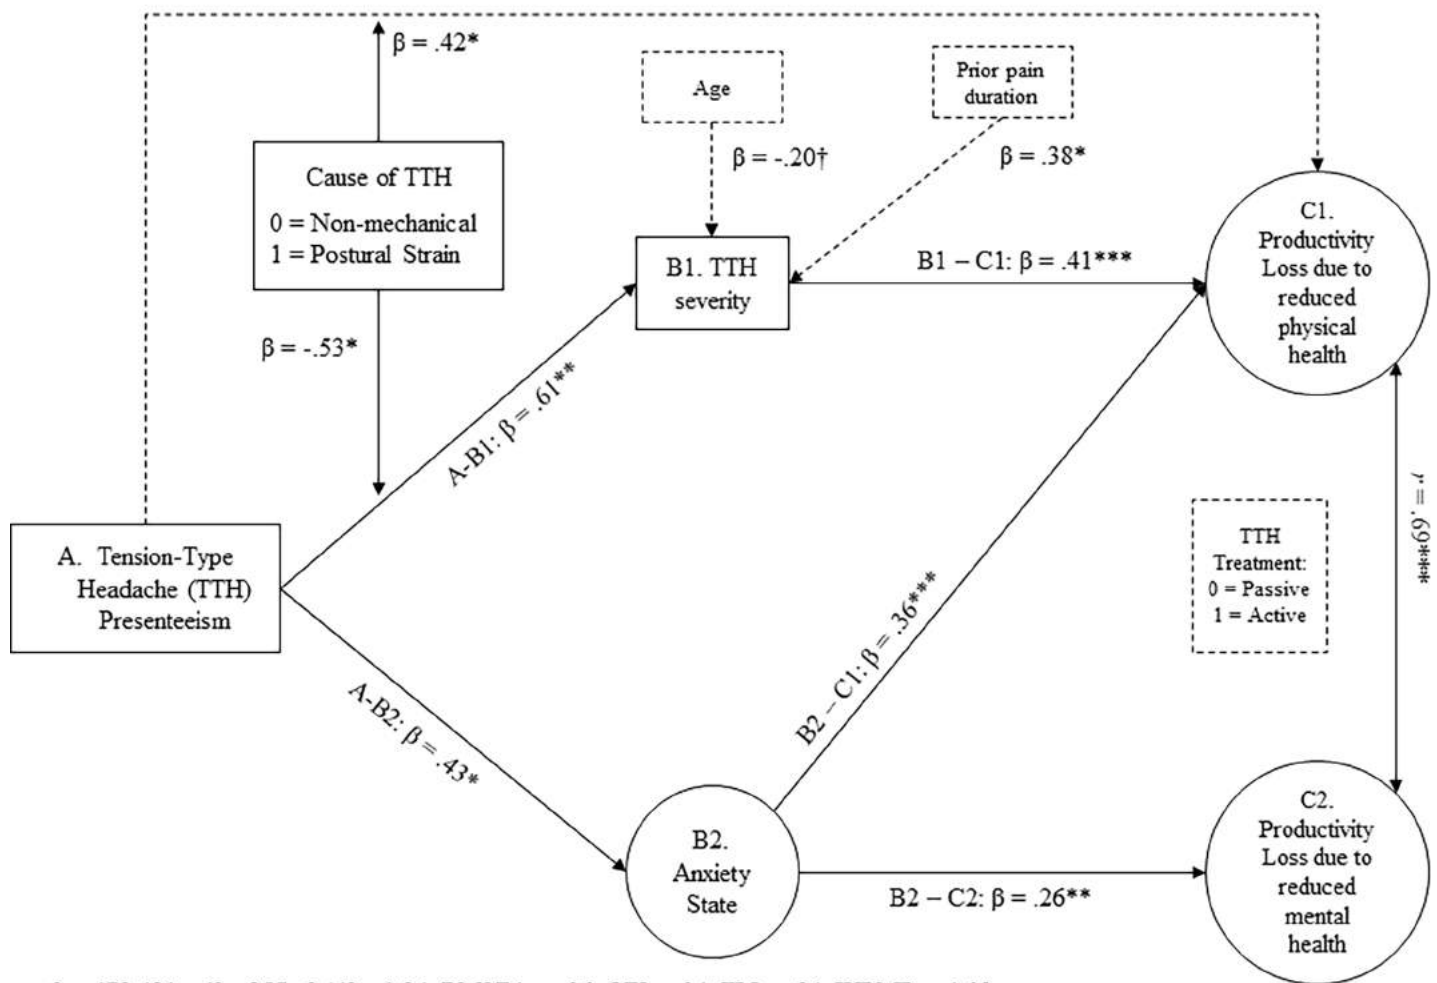 β = .42*
Age
Prior pain
duration
β = -.20†
β = .38*
Cause of TTH
0 = Non-mechanical
1 = Postural Strain
β = -.53*
B1. TTH
severity
B1 – C1: β = .41***
C1.
Productivity
Loss due to
reduced
physical
health
A-B1: β = .61**
A. Tension-Type
Headache (TTH)
Presenteeism
A-B2: β = .43*
B2 – C1: β = .36***
TTH
Treatment:
0 = Passive
1 = Active
r = .69***
B2.
Anxiety
State
B2 – C2: β = .26**
C2.
Productivity
Loss due to
reduced
mental
health